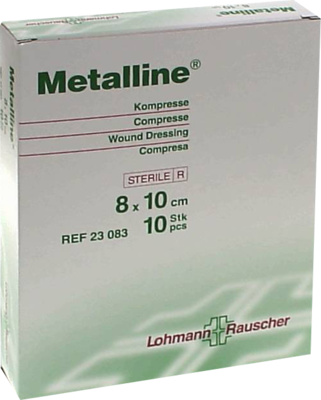 Metalline®
Kompresse
Compresse
Wound Dressing
Compresa
STERILE R
8 x 10 cm
REF 23 083 10 Stk pcs
Lohmann Rauscher